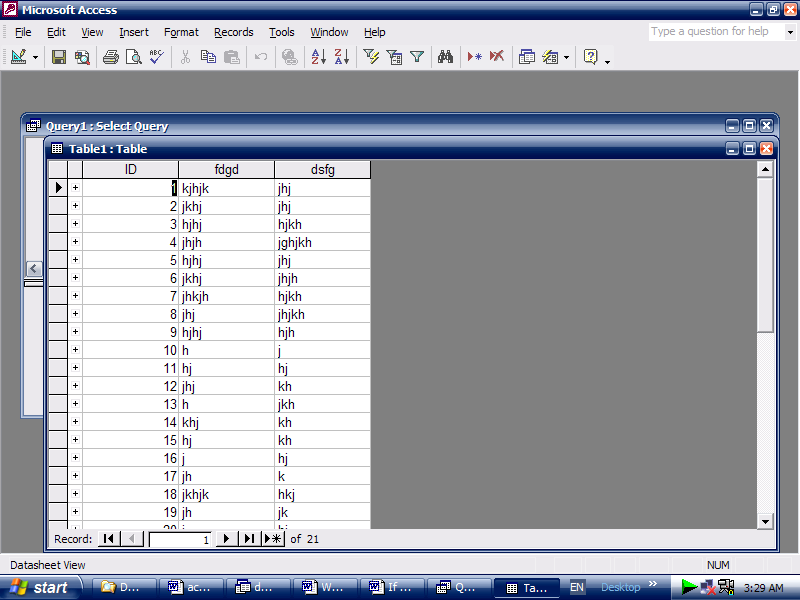 Microsoft Access
File Edit View Insert Format Records Tools Window Help
Type a question for help
Query1 : Select Query
Table1 : Table
ID fdgd dsfg
1 kjhjk jhj
2 jkhj jhj
3 hjhj hjkh
4 jhjh jghjkh
5 hjhj jhj
6 jkhj jhjh
7 jhkjh hjkh
8 jhj jhjkh
9 hjhj hjh
10 h j
11 hj hj
12 jhj kh
13 h jkh
14 khj kh
15 hj kh
16 j hj
17 jh k
18 jkhjk hkj
19 jh jk
Record: 1 of 21
Datasheet View NUM
start D... ac... d... W... If ... Q... Ta... EN Desktop » 3:29 AM